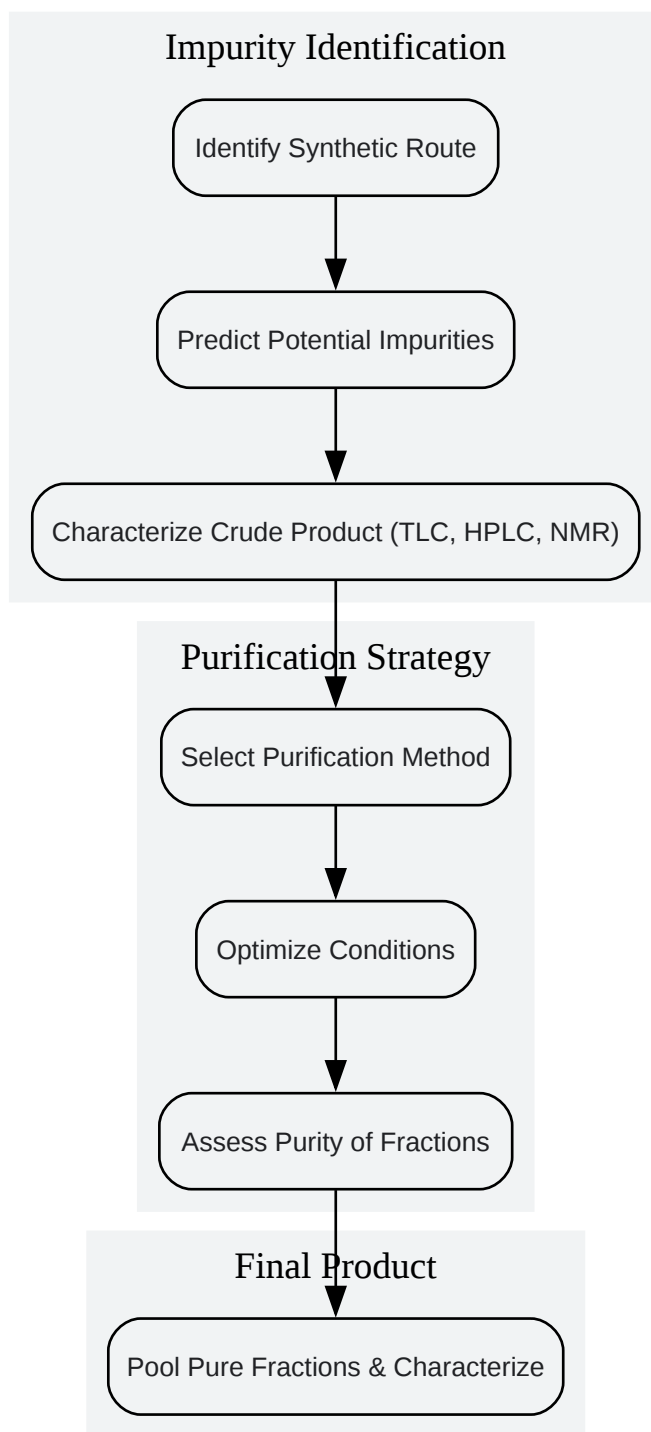 Impurity Identification
Identify Synthetic Route
Predict Potential Impurities
Characterize Crude Product (TLC, HPLC, NMR)
Purification Strategy
Select Purification Method
Optimize Conditions
Assess Purity of Fractions
Final Product
Pool Pure Fractions & Characterize